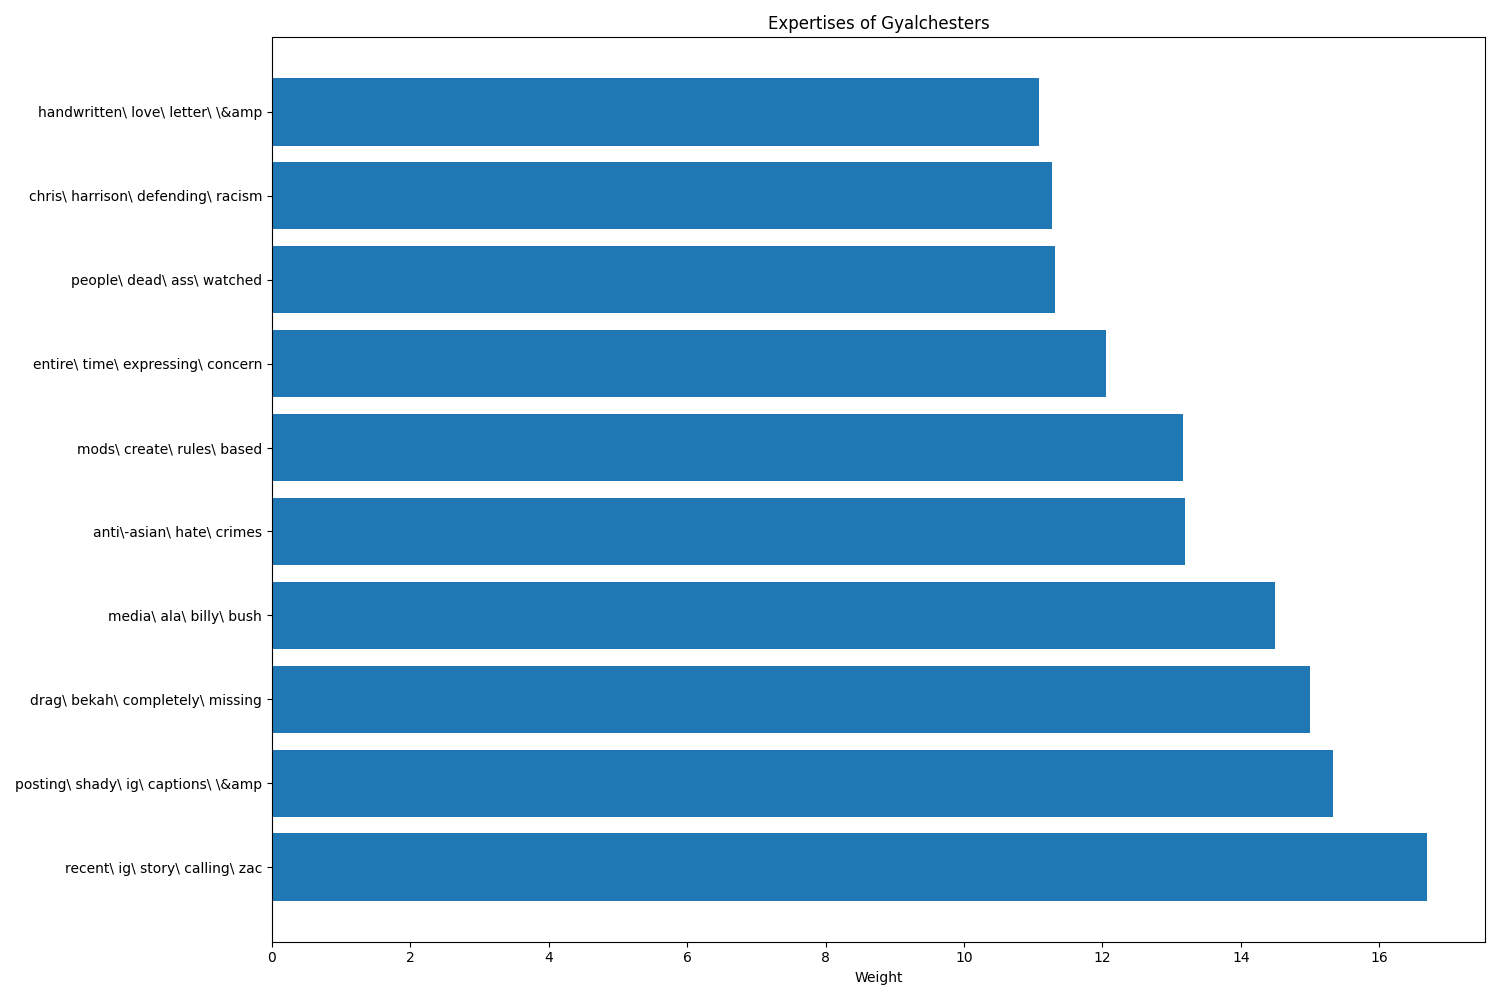 Expertises of Gyalchesters
handwritten\ love\ letter\ \&amp
chris\ harrison\ defending\ racism
people\ dead\ ass\ watched
entire\ time\ expressing\ concern
mods\ create\ rules\ based
anti\-asian\ hate\ crimes
media\ ala\ billy\ bush
drag\ bekah\ completely\ missing
posting\ shady\ ig\ captions\ \&amp
recent\ ig\ story\ calling\ zac
0 2 4 6 8 10 12 14 16
Weight